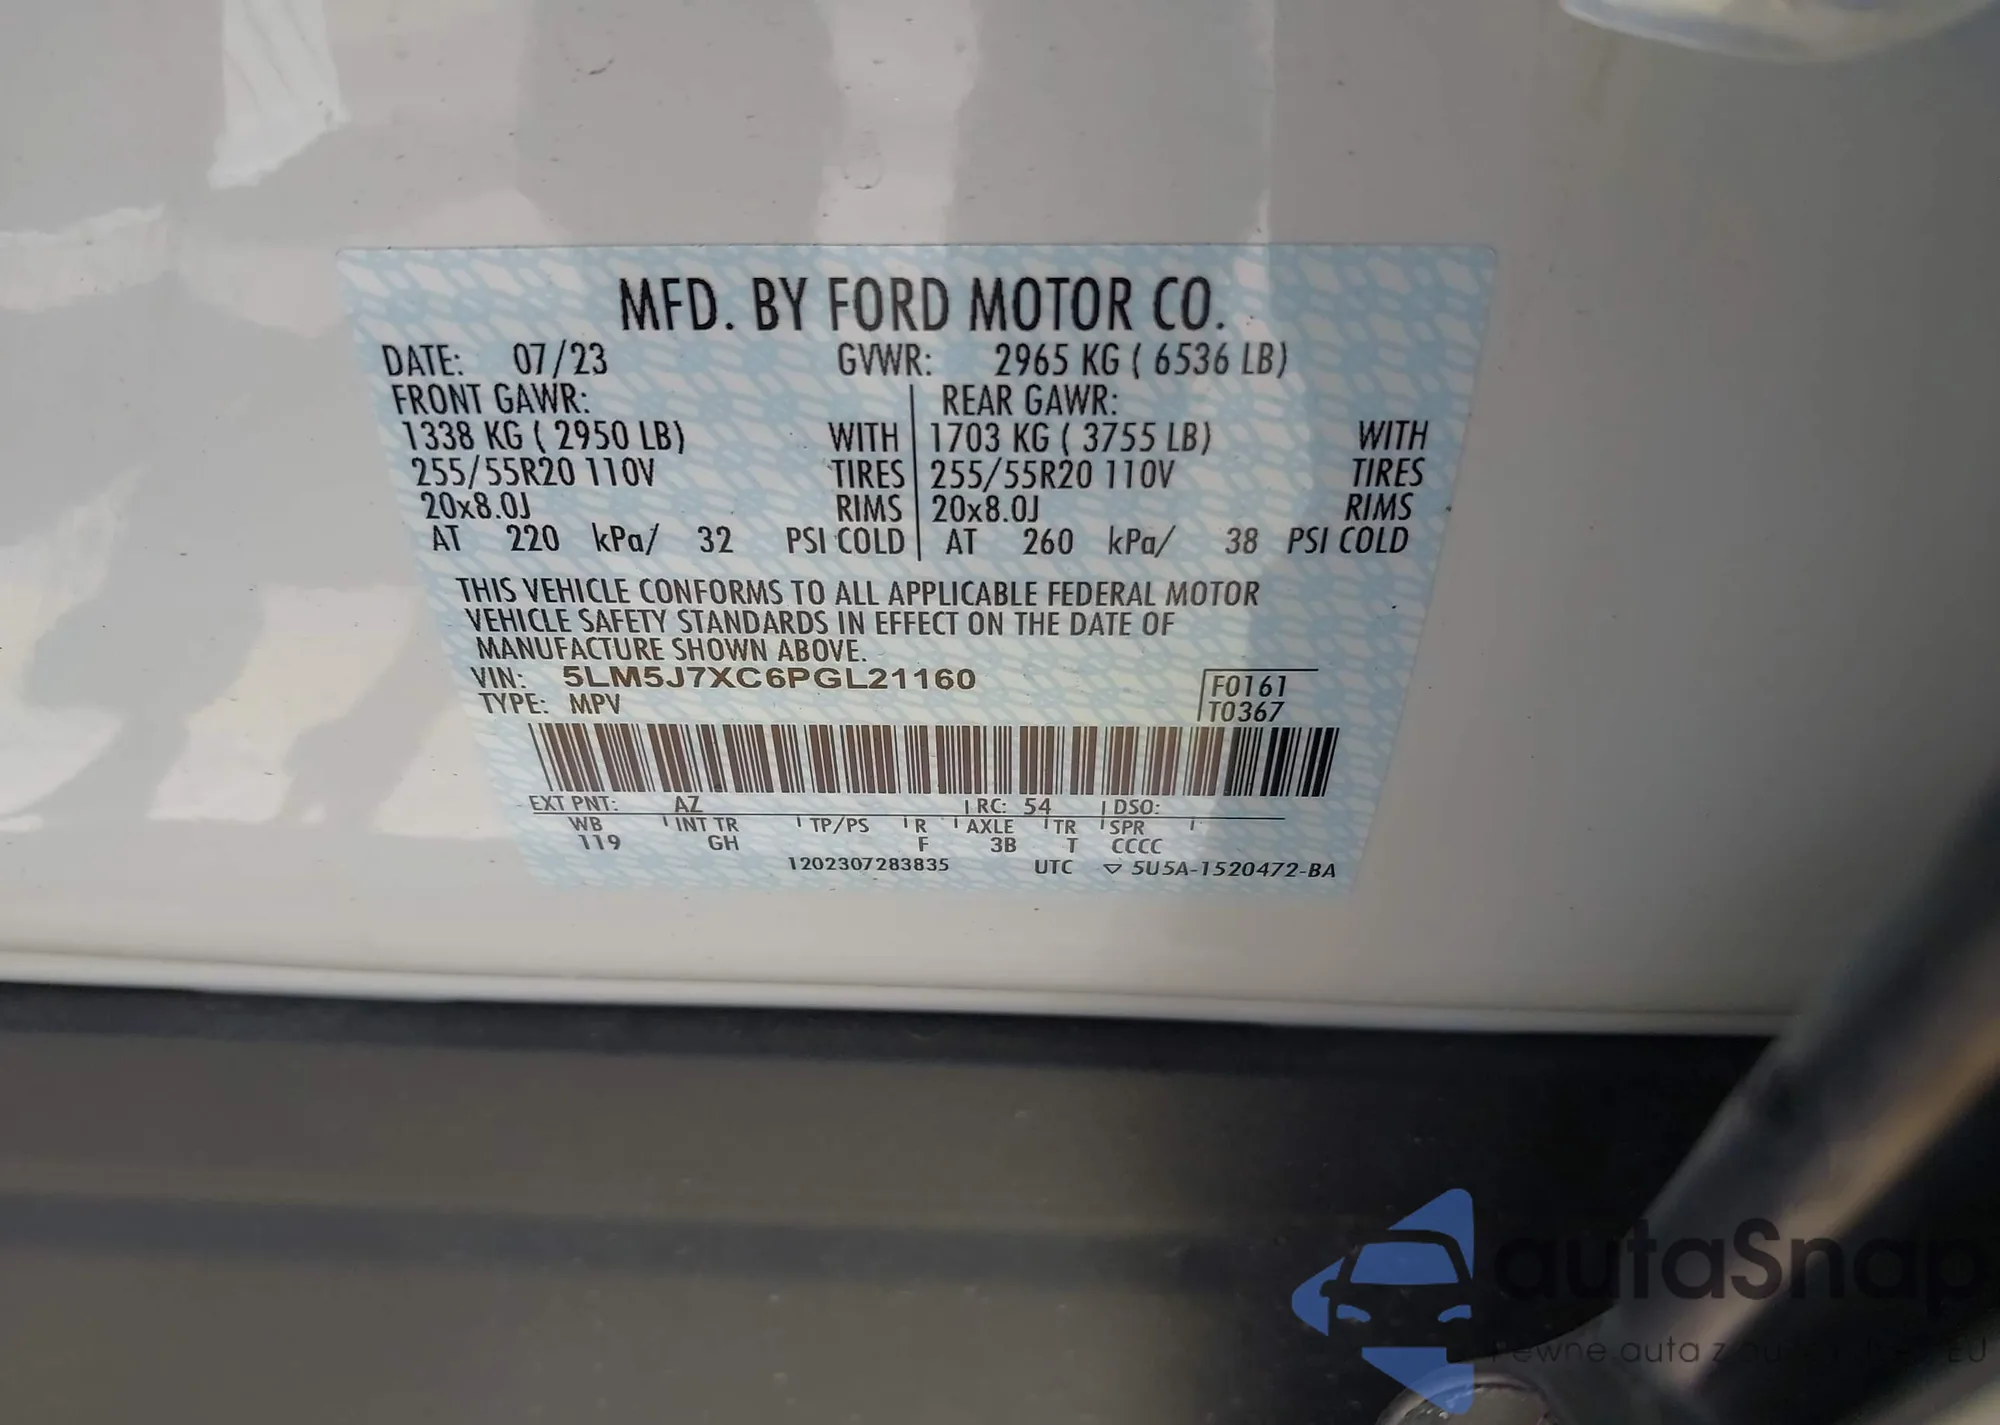 MFD. BY FORD MOTOR CO.
DATE: 07/23 GVWR: 2965 KG ( 6536 LB)
FRONT GAWR: REAR GAWR:
1338 KG ( 2950 LB) WITH 1703 KG ( 3755 LB) WITH
255/55R20 110V TIRES 255/55R20 110V TIRES
20x8.0J RIMS 20x8.0J RIMS
AT 220 kPa/ 32 PSI COLD AT 260 kPa/ 38 PSI COLD
THIS VEHICLE CONFORMS TO ALL APPLICABLE FEDERAL MOTOR
VEHICLE SAFETY STANDARDS IN EFFECT ON THE DATE OF
MANUFACTURE SHOWN ABOVE.
VIN: 5LM5J7XC6PGL21160 F0161
TYPE: MPV T0367
EXT PNT: AZ RC: 54 DSO:
WB INT TR TP/PS R AXLE TR SPR
119 GH F 3B T CCCC
1202307283835 UTC ▽ 5U5A-1520472-BA
autaSnap
Pewne auta z